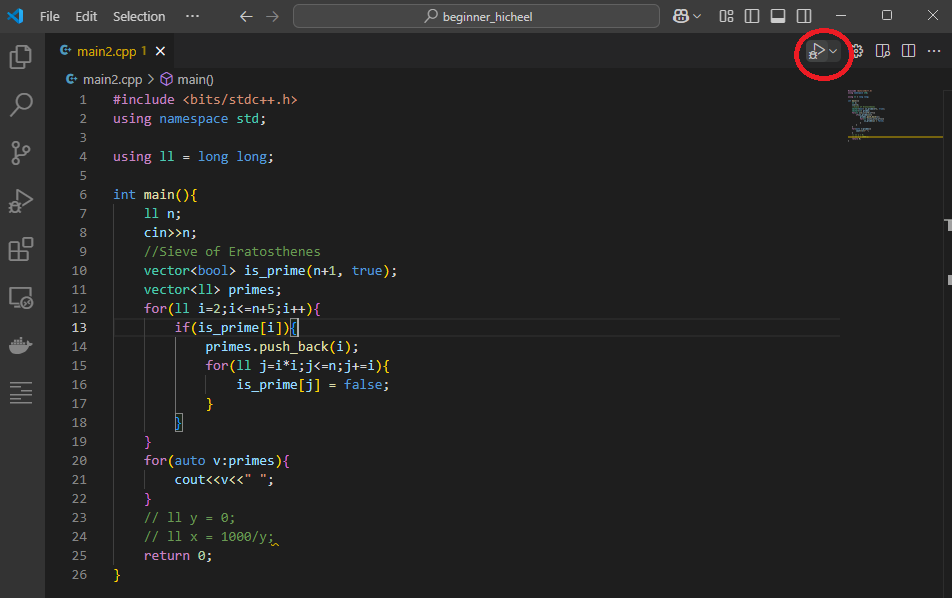 File Edit Selection ···
beginner_hicheel
main2.cpp 1
main2.cpp > main()
1 #include <bits/stdc++.h>
2 using namespace std;
3
4 using ll = long long;
5
6 int main(){
7 ll n;
8 cin>>n;
9 //Sieve of Eratosthenes
10 vector<bool> is_prime(n+1, true);
11 vector<ll> primes;
12 for(ll i=2;i<=n+5;i++){
13 if(is_prime[i]){
14 primes.push_back(i);
15 for(ll j=i*i;j<=n;j+=i){
16 is_prime[j] = false;
17 }
18 }
19 }
20 for(auto v:primes){
21 cout<<v<<" ";
22 }
23 // ll y = 0;
24 // ll x = 1000/y;
25 return 0;
26 }